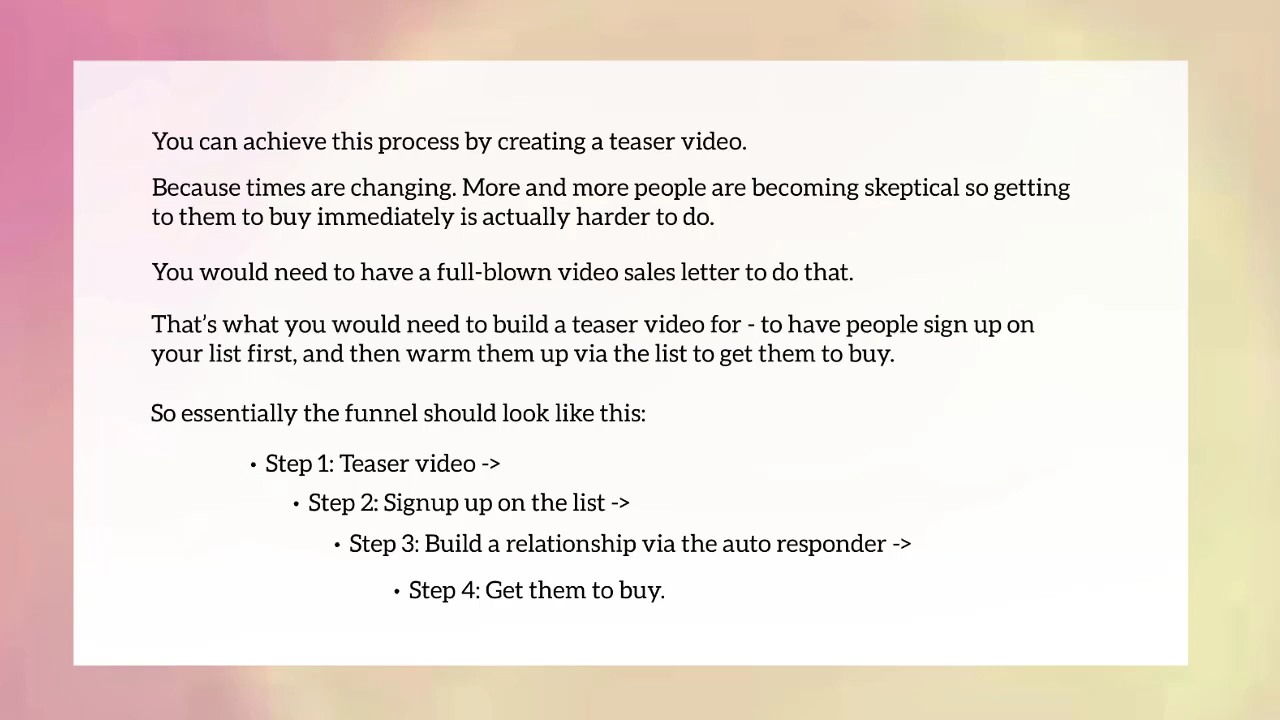 You can achieve this process by creating a teaser video.
Because times are changing. More and more people are becoming skeptical so getting
to them to buy immediately is actually harder to do.
You would need to have a full-blown video sales letter to do that.
That's what you would need to build a teaser video for - to have people sign up on
your list first, and then warm them up via the list to get them to buy.
So essentially the funnel should look like this:
• Step 1: Teaser video ->
• Step 2: Signup up on the list ->
• Step 3: Build a relationship via the auto responder ->
• Step 4: Get them to buy.